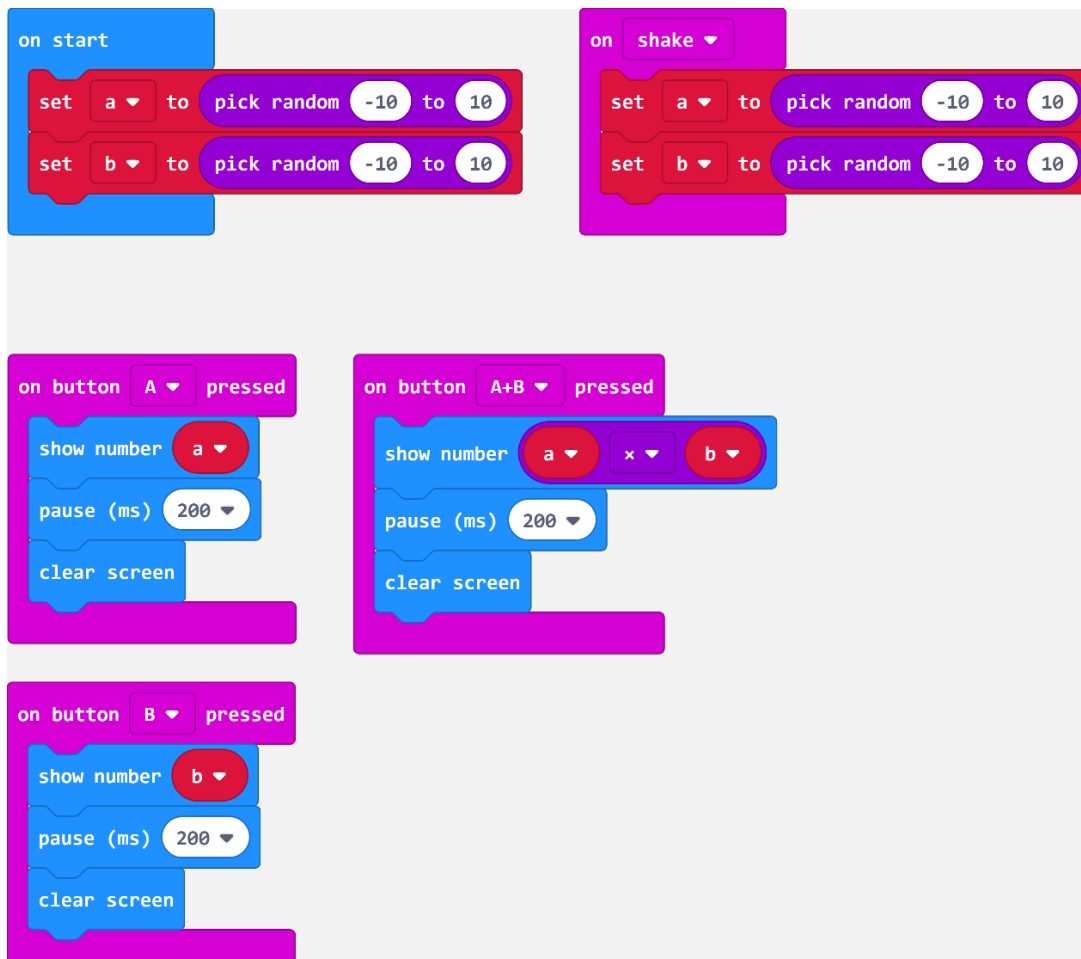 on start
set a to pick random -10 to 10
set b to pick random -10 to 10
on shake
set a to pick random -10 to 10
set b to pick random -10 to 10
on button A pressed
show number a
pause (ms) 200
clear screen
on button A+B pressed
show number a × b
pause (ms) 200
clear screen
on button B pressed
show number b
pause (ms) 200
clear screen